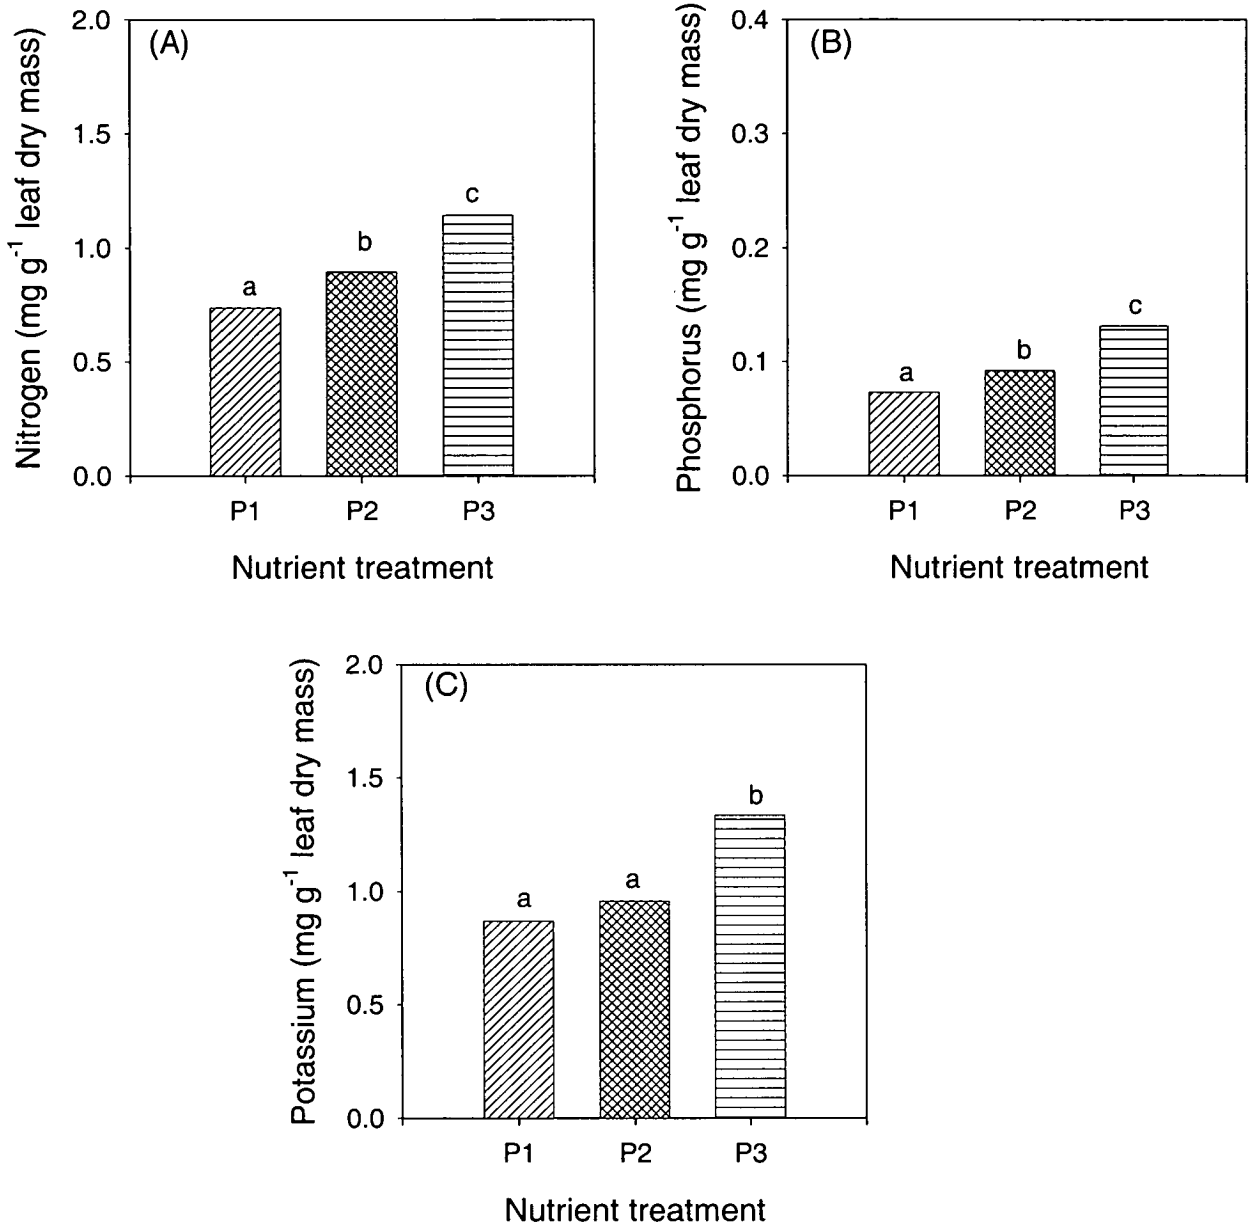 (A)
Nitrogen (mg g⁻¹ leaf dry mass)
2.0
1.5
1.0
0.5
0.0
a
b
c
P1 P2 P3
Nutrient treatment
(B)
Phosphorus (mg g⁻¹ leaf dry mass)
0.4
0.3
0.2
0.1
0.0
a
b
c
P1 P2 P3
Nutrient treatment
(C)
Potassium (mg g⁻¹ leaf dry mass)
2.0
1.5
1.0
0.5
0.0
a
a
b
P1 P2 P3
Nutrient treatment